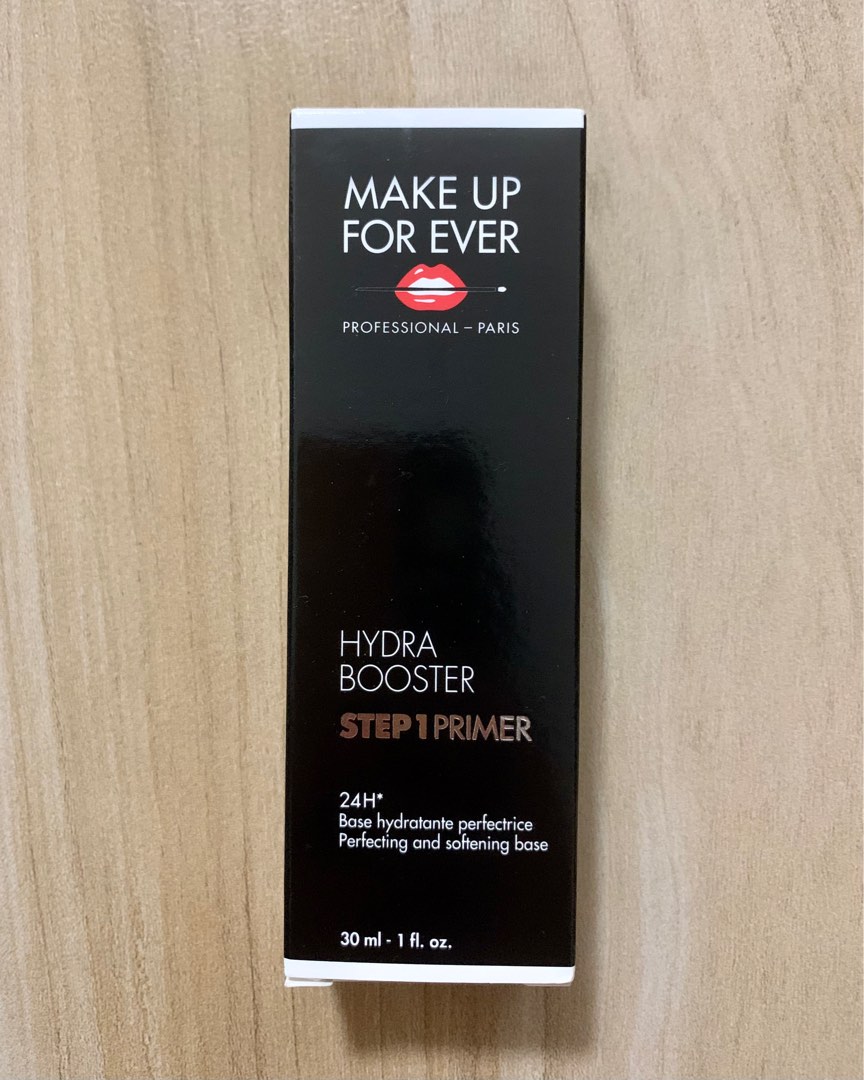 MAKE UP
FOR EVER
PROFESSIONAL – PARIS
HYDRA
BOOSTER
STEP 1 PRIMER
24H*
Base hydratante perfectrice
Perfecting and softening base
30 ml - 1 fl. oz.